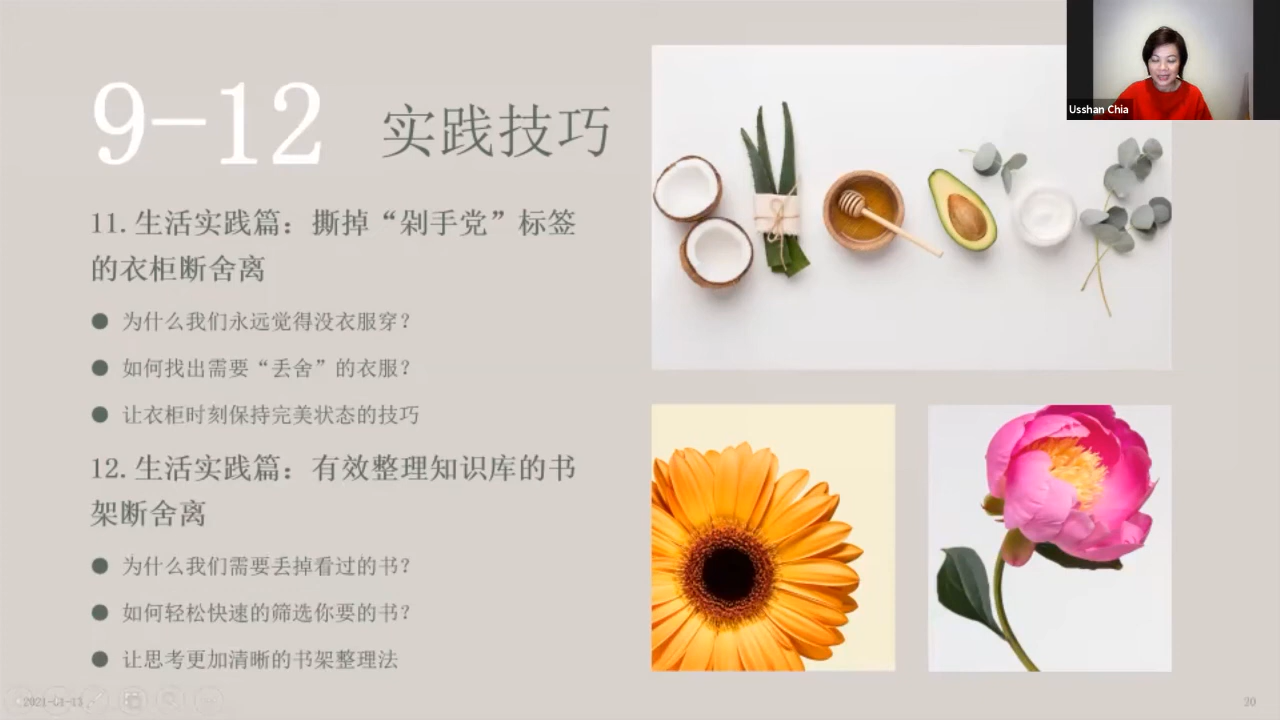 Usshan Chia
9-12 实践技巧
11. 生活实践篇：撕掉“剁手党”标签
的衣柜断舍离
● 为什么我们永远觉得没衣服穿？
● 如何找出需要“丢舍”的衣服？
● 让衣柜时刻保持完美状态的技巧
12. 生活实践篇：有效整理知识库的书
架断舍离
● 为什么我们需要丢掉看过的书？
● 如何轻松快速的筛选你要的书？
● 让思考更加清晰的书架整理法
20